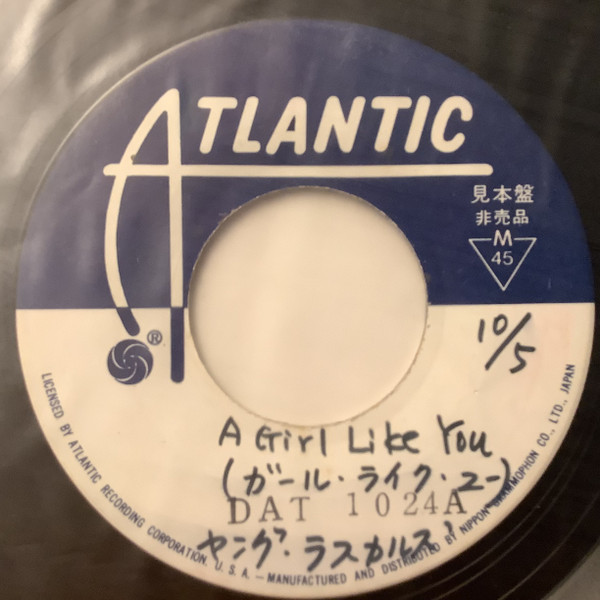 ATLANTIC
見本盤
非売品
M
45
®
10/5
A Girl Like You
(ガール・ライク・ユー)
DAT 1024A
ヤング・ラスカルズ
LICENSED BY ATLANTIC RECORDING CORPORATION, U. S. A. — MANUFACTURED AND DISTRIBUTED BY NIPPON GRAMMOPHON CO., LTD., JAPAN